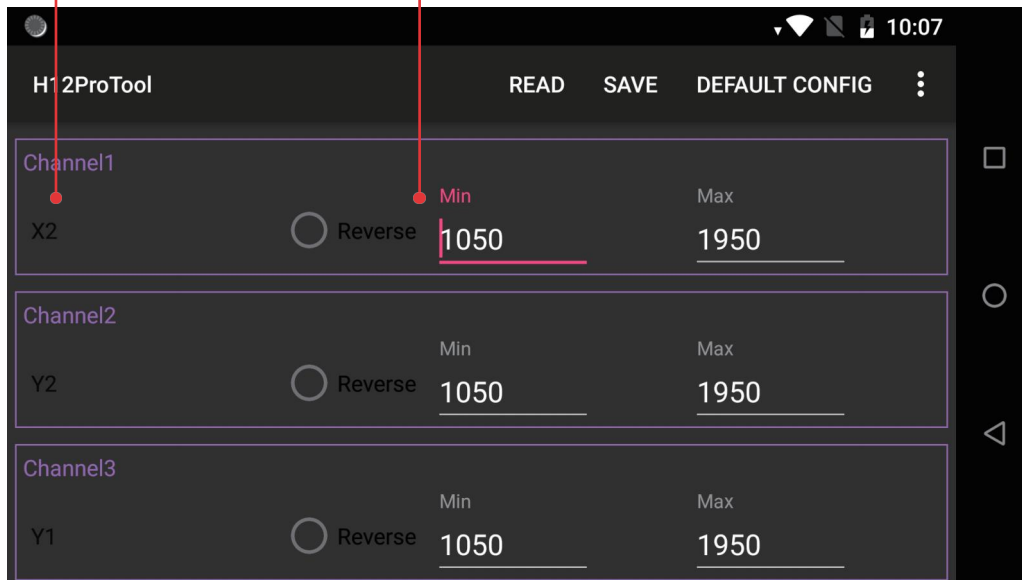 10:07
H12ProTool READ SAVE DEFAULT CONFIG
Channel1
Min Max
X2 Reverse 1050 1950
Channel2
Min Max
Y2 Reverse 1050 1950
Channel3
Min Max
Y1 Reverse 1050 1950